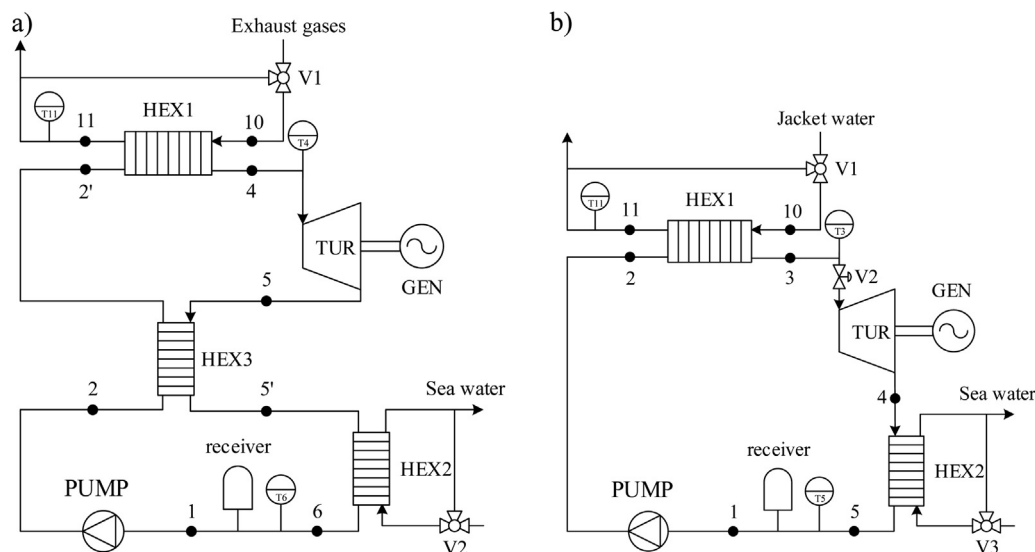 a)
Exhaust gases
V1
T11
11
HEX1
10
T4
2'
4
TUR
GEN
5
HEX3
2
5'
receiver
HEX2
PUMP
T6
1
6
V2
b)
Jacket water
V1
T11
11
HEX1
10
T3
2
3
V2
GEN
TUR
4
Sea water
receiver
HEX2
PUMP
T5
1
5
V3
Sea water